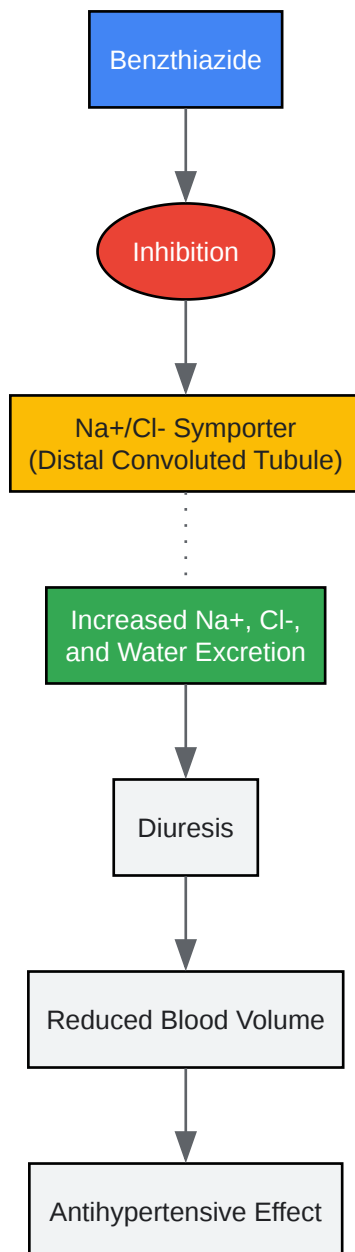 Benzthiazide
Inhibition
Na+/Cl- Symporter
(Distal Convoluted Tubule)
Increased Na+, Cl-,
and Water Excretion
Diuresis
Reduced Blood Volume
Antihypertensive Effect